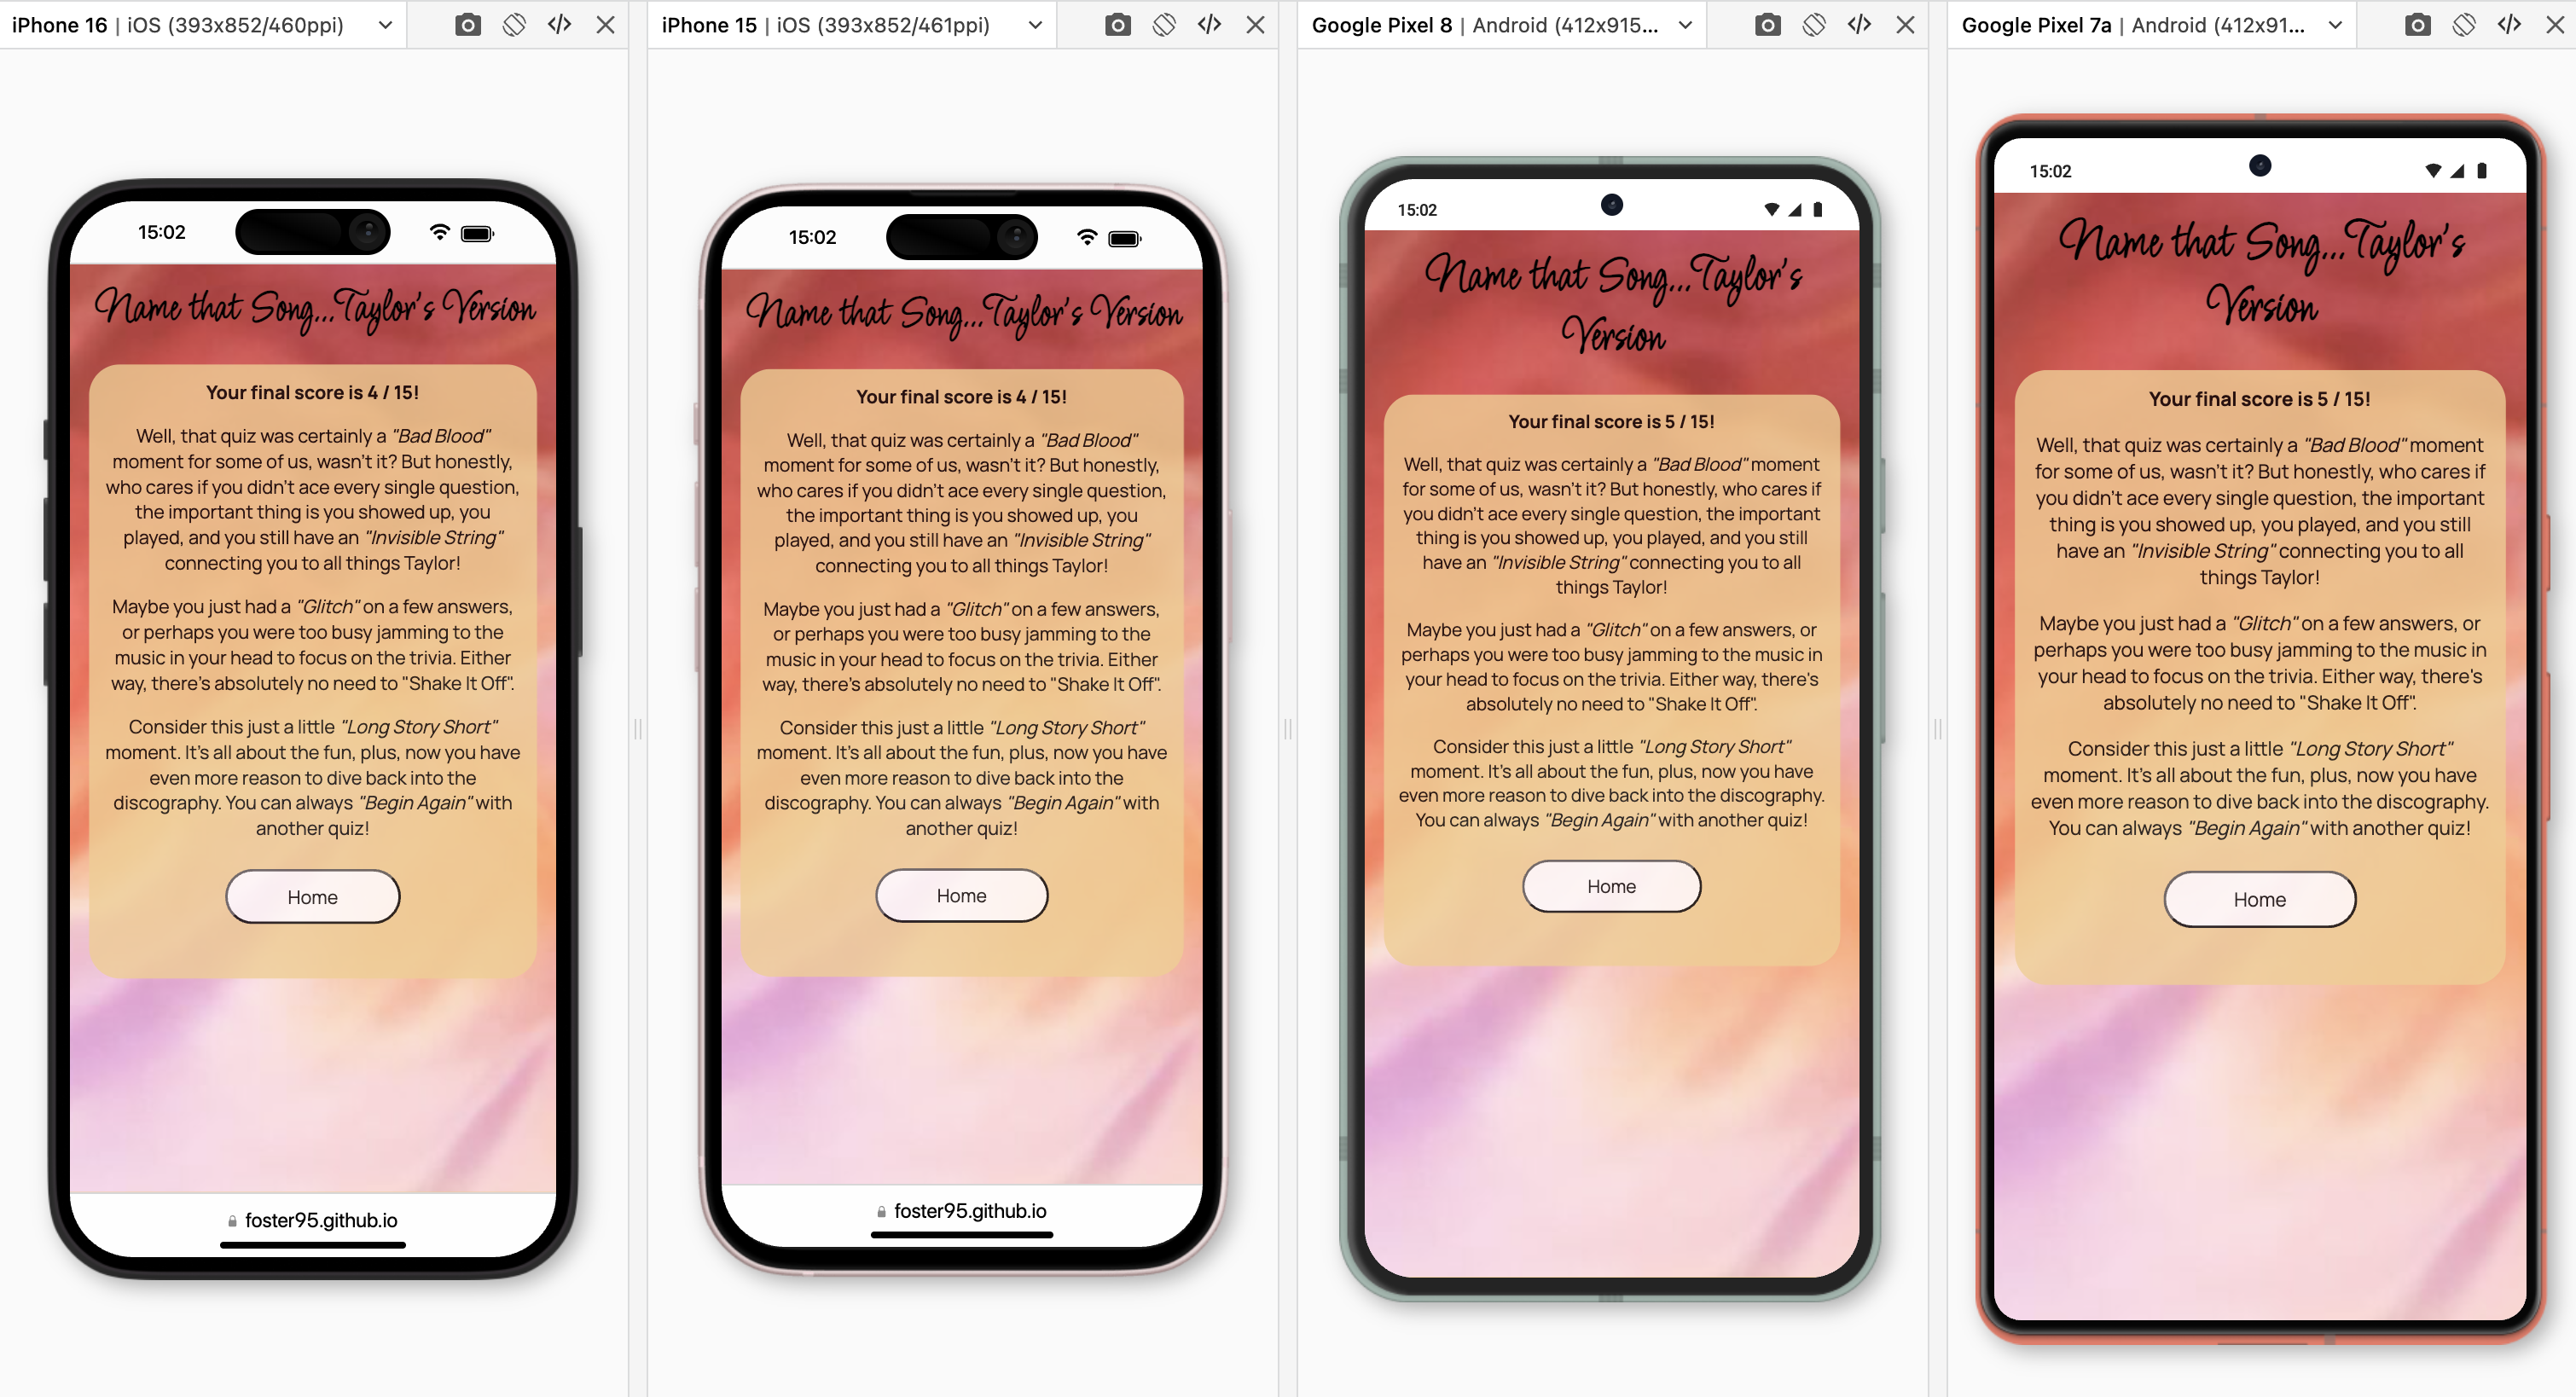 iPhone 16 | iOS (393x852/460ppi)
15:02
Name that Song...Taylor's Version
Your final score is 4 / 15!
Well, that quiz was certainly a "Bad Blood"
moment for some of us, wasn't it? But honestly,
who cares if you didn't ace every single question,
the important thing is you showed up, you
played, and you still have an "Invisible String"
connecting you to all things Taylor!
Maybe you just had a "Glitch" on a few answers,
or perhaps you were too busy jamming to the
music in your head to focus on the trivia. Either
way, there's absolutely no need to "Shake It Off".
Consider this just a little "Long Story Short"
moment. It's all about the fun, plus, now you have
even more reason to dive back into the
discography. You can always "Begin Again" with
another quiz!
Home
foster95.github.io
iPhone 15 | iOS (393x852/461ppi)
15:02
Name that Song...Taylor's Version
Your final score is 4 / 15!
Well, that quiz was certainly a "Bad Blood"
moment for some of us, wasn't it? But honestly,
who cares if you didn't ace every single question,
the important thing is you showed up, you
played, and you still have an "Invisible String"
connecting you to all things Taylor!
Maybe you just had a "Glitch" on a few answers,
or perhaps you were too busy jamming to the
music in your head to focus on the trivia. Either
way, there's absolutely no need to "Shake It Off".
Consider this just a little "Long Story Short"
moment. It's all about the fun, plus, now you have
even more reason to dive back into the
discography. You can always "Begin Again" with
another quiz!
Home
foster95.github.io
Google Pixel 8 | Android (412x915...
15:02
Name that Song...Taylor's
Version
Your final score is 5 / 15!
Well, that quiz was certainly a "Bad Blood" moment
for some of us, wasn't it? But honestly, who cares if
you didn't ace every single question, the important
thing is you showed up, you played, and you still
have an "Invisible String" connecting you to all
things Taylor!
Maybe you just had a "Glitch" on a few answers, or
perhaps you were too busy jamming to the music in
your head to focus on the trivia. Either way, there's
absolutely no need to "Shake It Off".
Consider this just a little "Long Story Short"
moment. It's all about the fun, plus, now you have
even more reason to dive back into the discography.
You can always "Begin Again" with another quiz!
Home
Google Pixel 7a | Android (412x91...
15:02
Name that Song...Taylor's
Version
Your final score is 5 / 15!
Well, that quiz was certainly a "Bad Blood" moment
for some of us, wasn't it? But honestly, who cares if
you didn't ace every single question, the important
thing is you showed up, you played, and you still
have an "Invisible String" connecting you to all
things Taylor!
Maybe you just had a "Glitch" on a few answers, or
perhaps you were too busy jamming to the music in
your head to focus on the trivia. Either way, there's
absolutely no need to "Shake It Off".
Consider this just a little "Long Story Short"
moment. It's all about the fun, plus, now you have
even more reason to dive back into the discography.
You can always "Begin Again" with another quiz!
Home